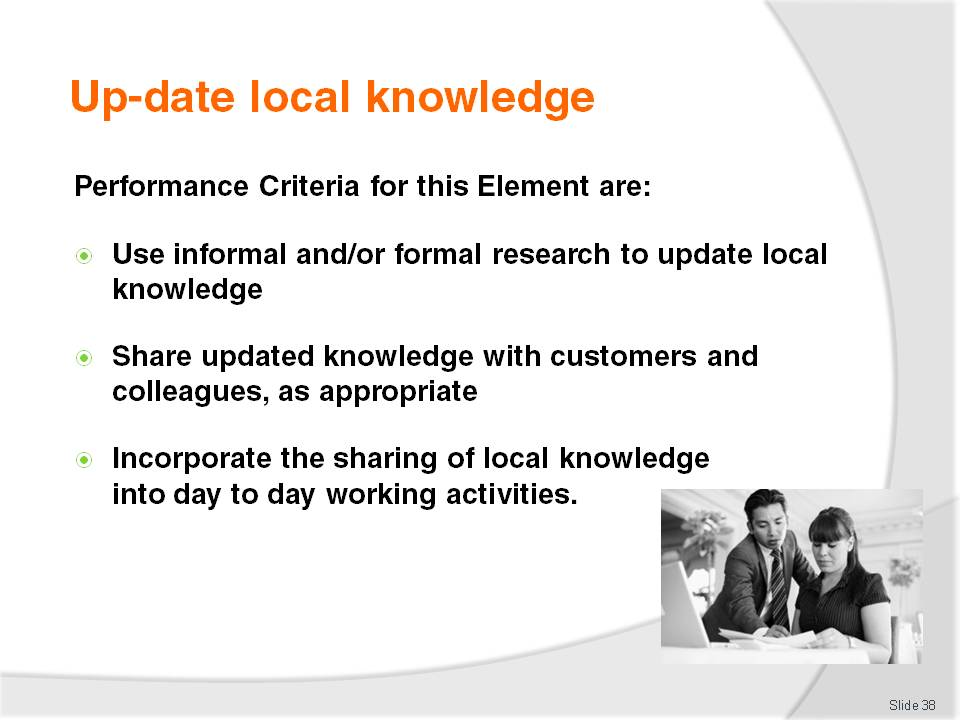 Up-date local knowledge
Performance Criteria for this Element are:
Use informal and/or formal research to update local
knowledge
Share updated knowledge with customers and
colleagues, as appropriate
Incorporate the sharing of local knowledge
into day to day working activities.
Slide 38